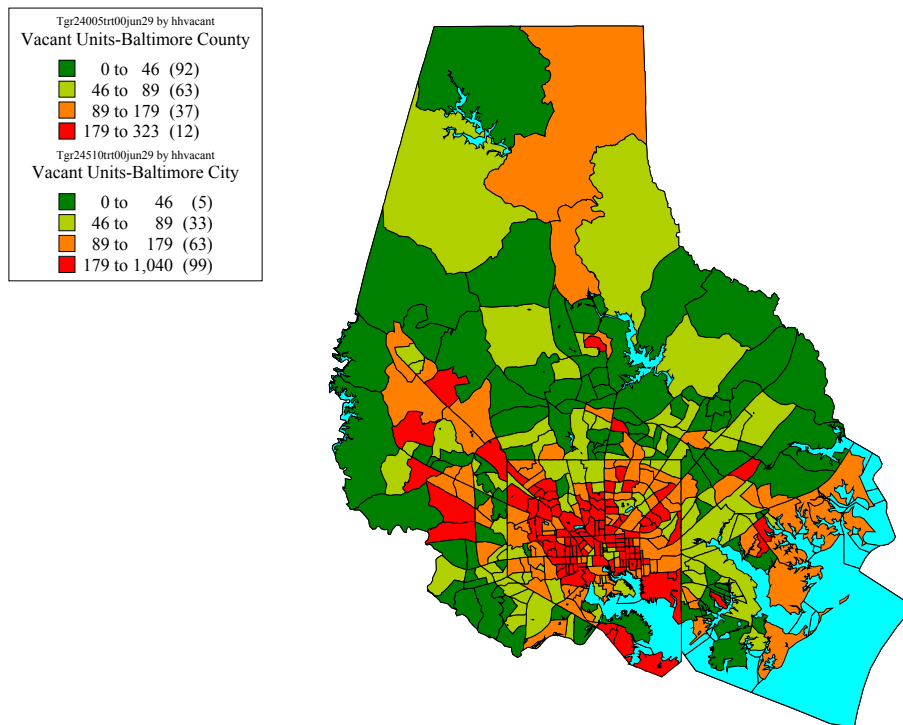 Tgr24005trt00jun29 by hhvacant
Vacant Units-Baltimore County
0 to 46 (92)
46 to 89 (63)
89 to 179 (37)
179 to 323 (12)
Tgr24510trt00jun29 by hhvacant
Vacant Units-Baltimore City
0 to 46 (5)
46 to 89 (33)
89 to 179 (63)
179 to 1,040 (99)